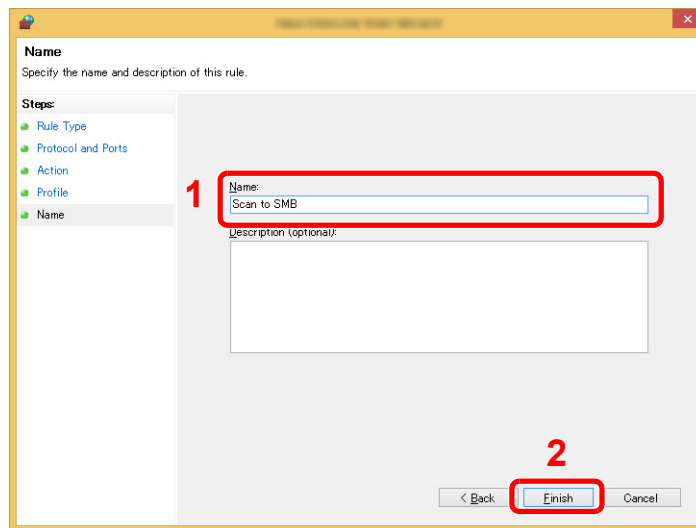 Name
Specify the name and description of this rule.
Steps:
Rule Type
Protocol and Ports
Action
Profile
Name
1
Name:
Scan to SMB
Description (optional):
2
< Back
Finish
Cancel